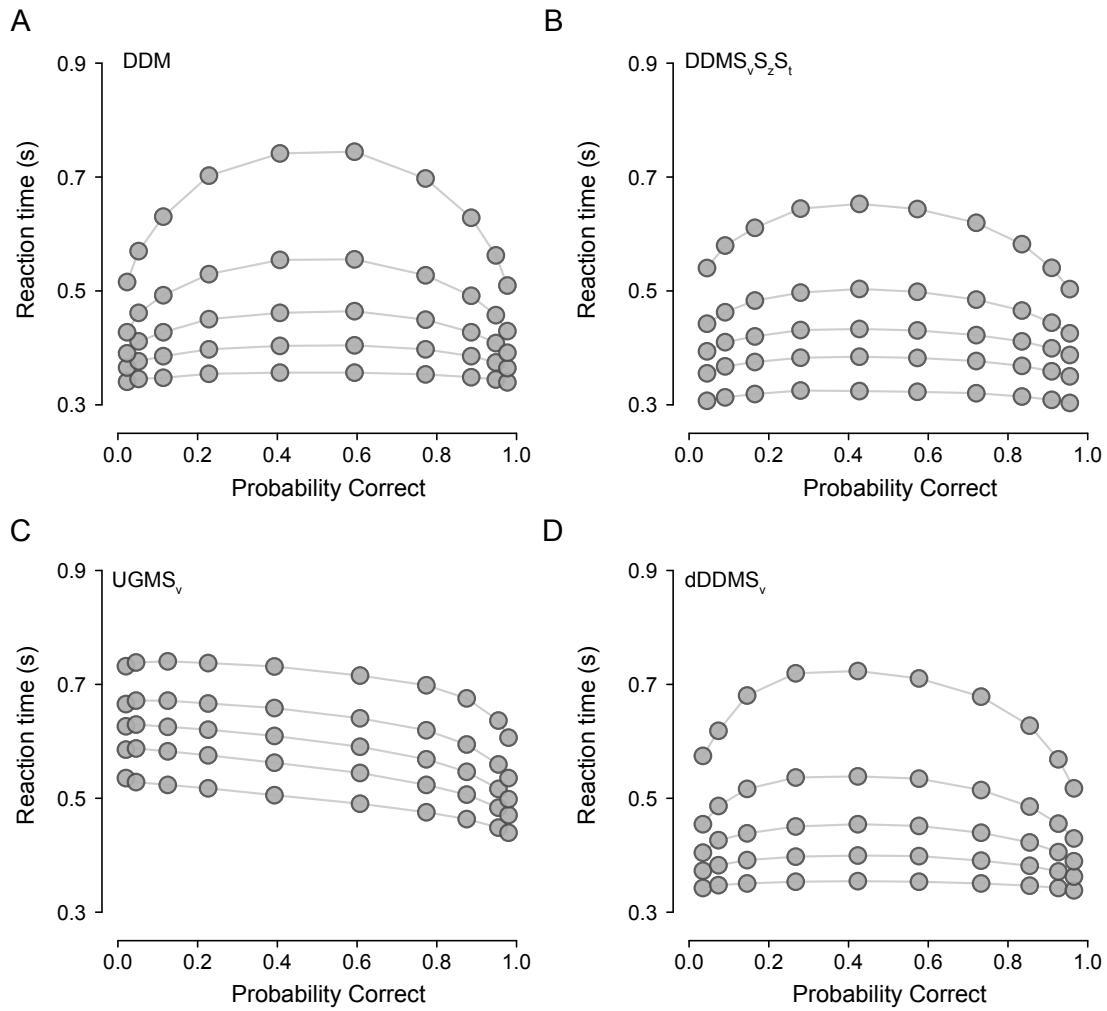 A
DDM
0.9
0.7
0.5
0.3
Reaction time (s)
0.0 0.2 0.4 0.6 0.8 1.0
Probability Correct
B
DDMSvSzSt
0.9
0.7
0.5
0.3
Reaction time (s)
0.0 0.2 0.4 0.6 0.8 1.0
Probability Correct
C
UGMSv
0.9
0.7
0.5
0.3
Reaction time (s)
0.0 0.2 0.4 0.6 0.8 1.0
Probability Correct
D
dDDMSv
0.9
0.7
0.5
0.3
Reaction time (s)
0.0 0.2 0.4 0.6 0.8 1.0
Probability Correct